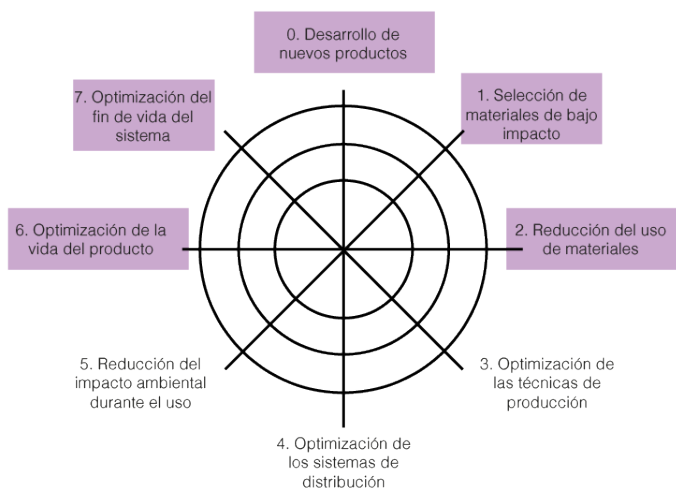 0. Desarrollo de
nuevos productos
1. Selección de
materiales de bajo
impacto
2. Reducción del uso
de materiales
3. Optimización de
las técnicas de
producción
4. Optimización de
los sistemas de
distribución
5. Reducción del
impacto ambiental
durante el uso
6. Optimización de la
vida del producto
7. Optimización del
fin de vida del
sistema